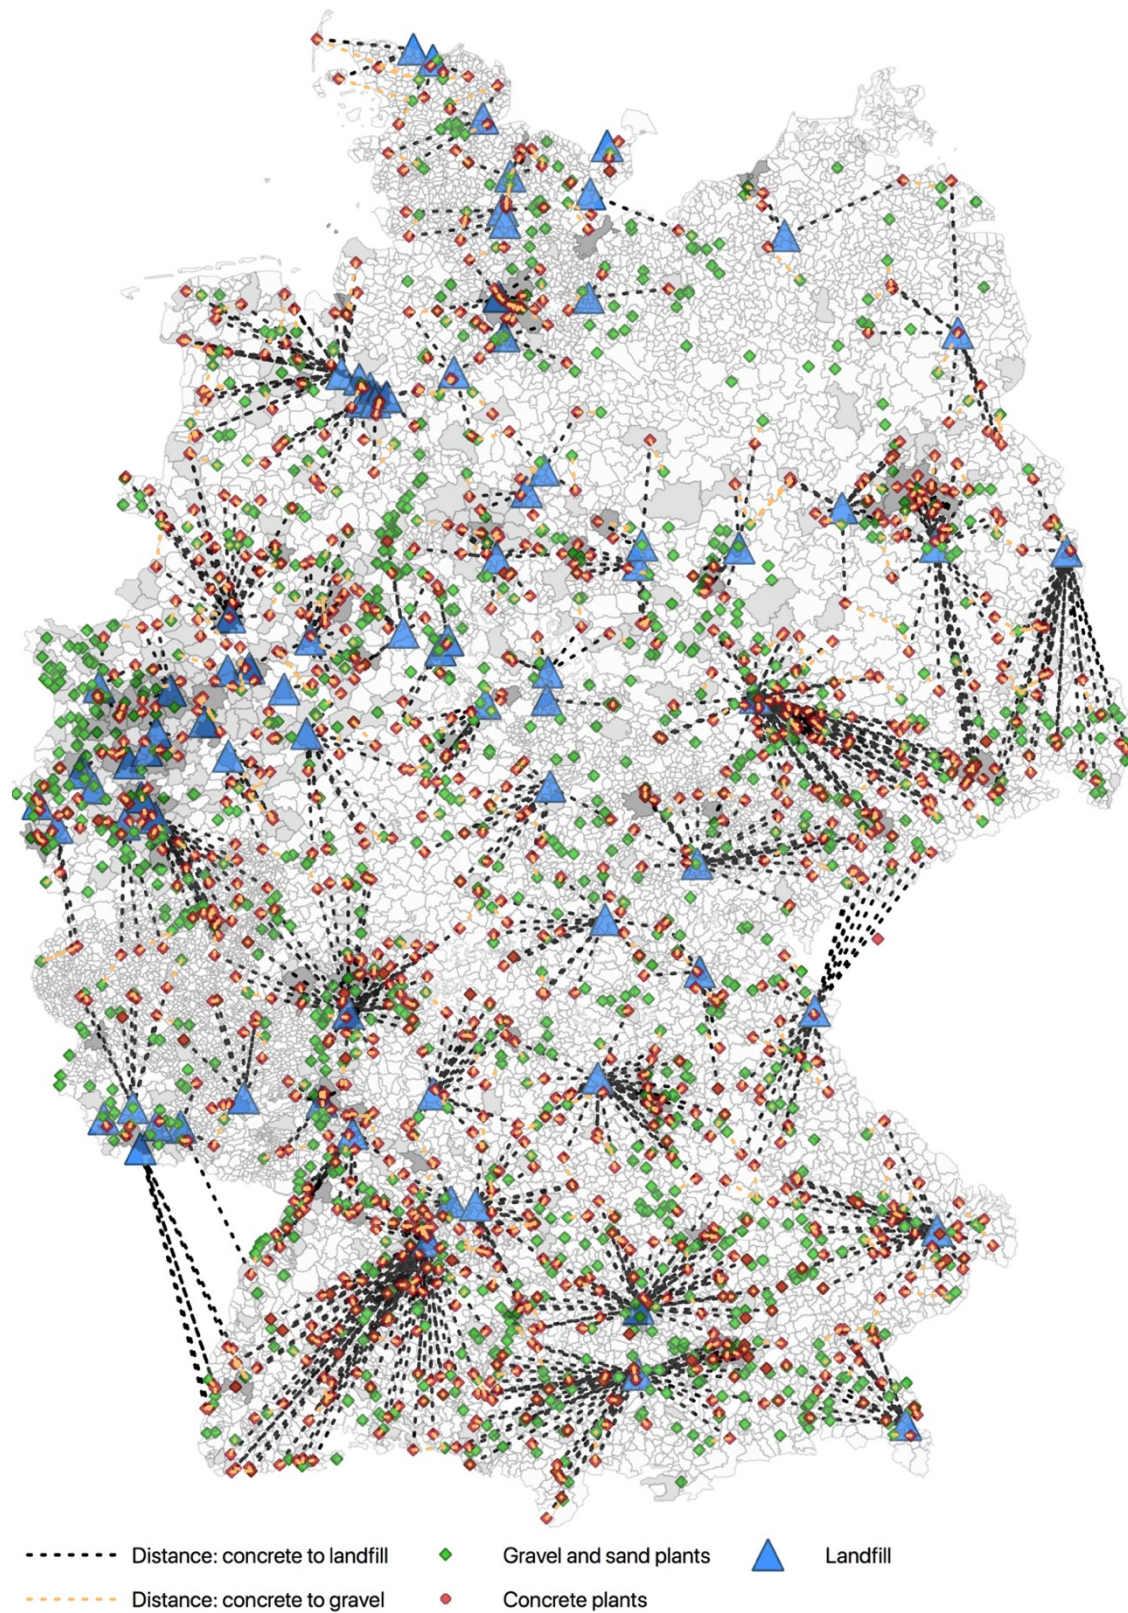 Distance: concrete to landfill Gravel and sand plants Landfill
Distance: concrete to gravel Concrete plants